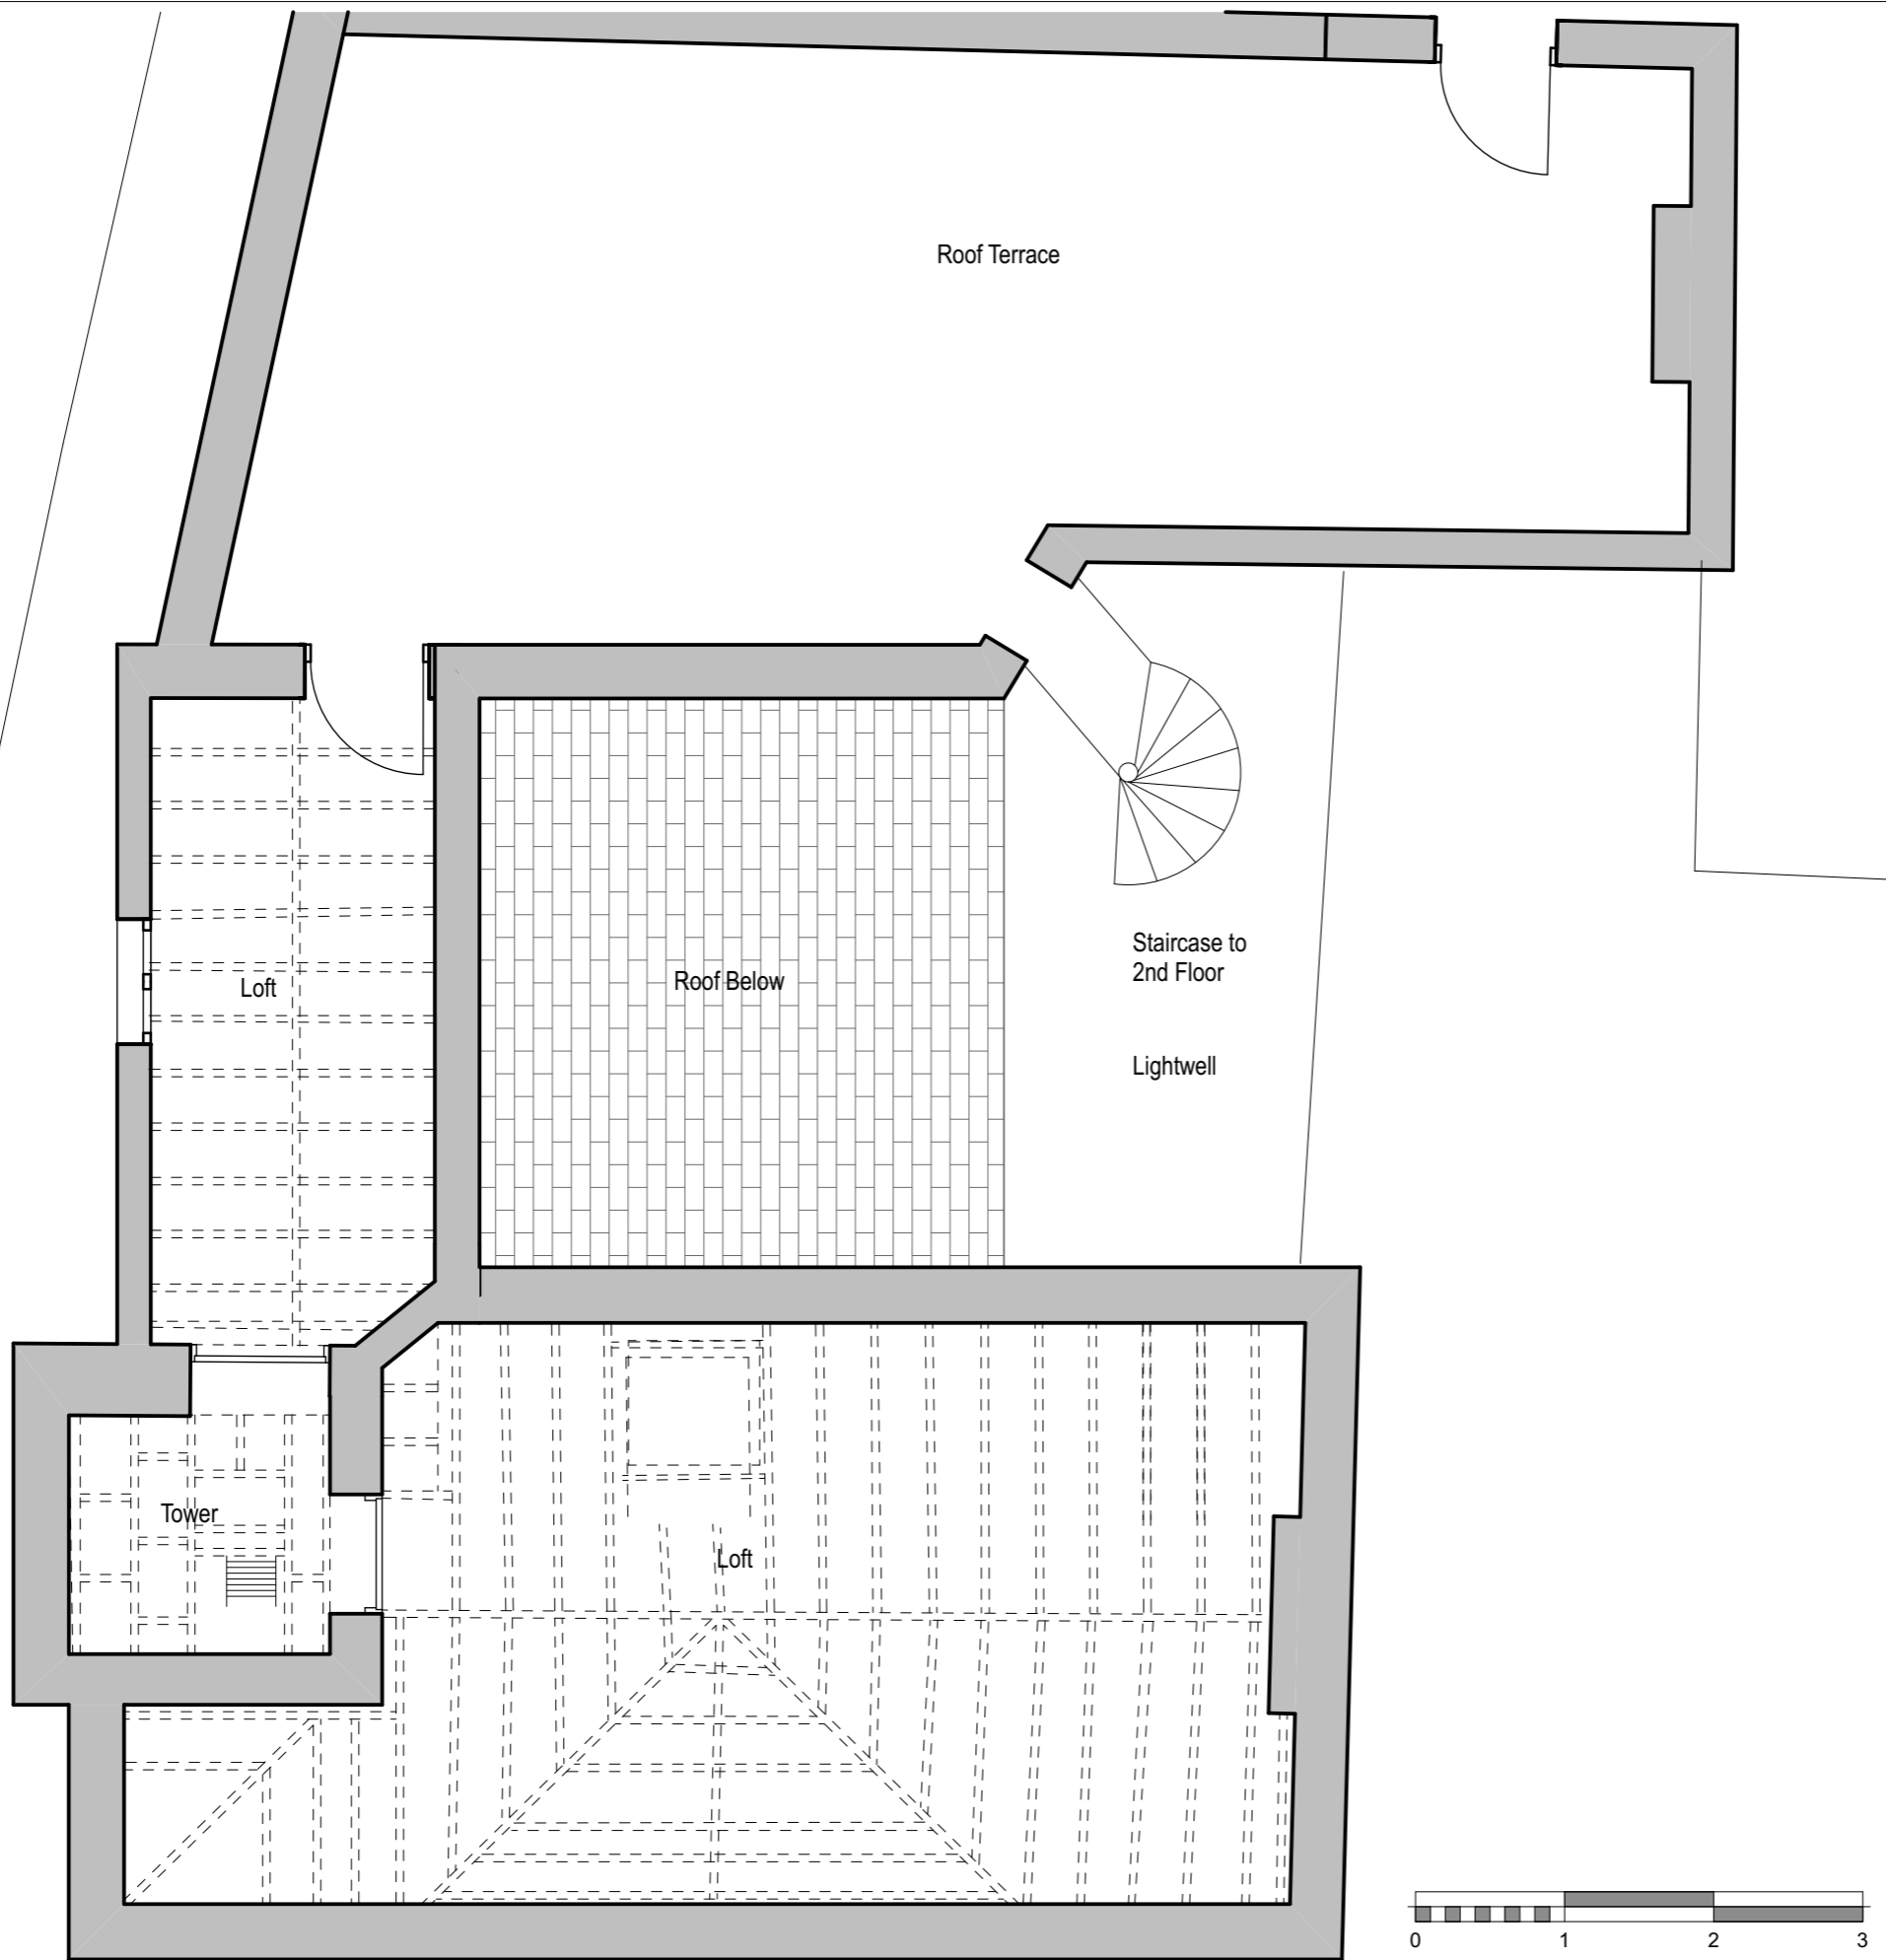 Roof Terrace
Staircase to
2nd Floor
Roof Below
Loft
Lightwell
Tower
Loft
0 1 2 3